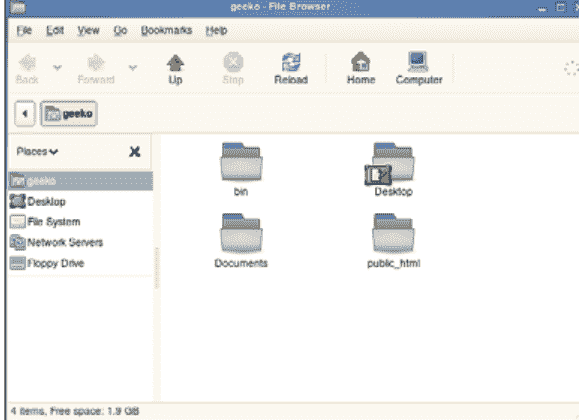 geeko - File Browser
File Edit View Go Bookmarks Help
Back Forward Up Stop Reload Home Computer
geeko
Places
geeko
Desktop
File System
Network Servers
Floppy Drive
bin Desktop
Documents public_html
4 items, Free space: 1.9 GB